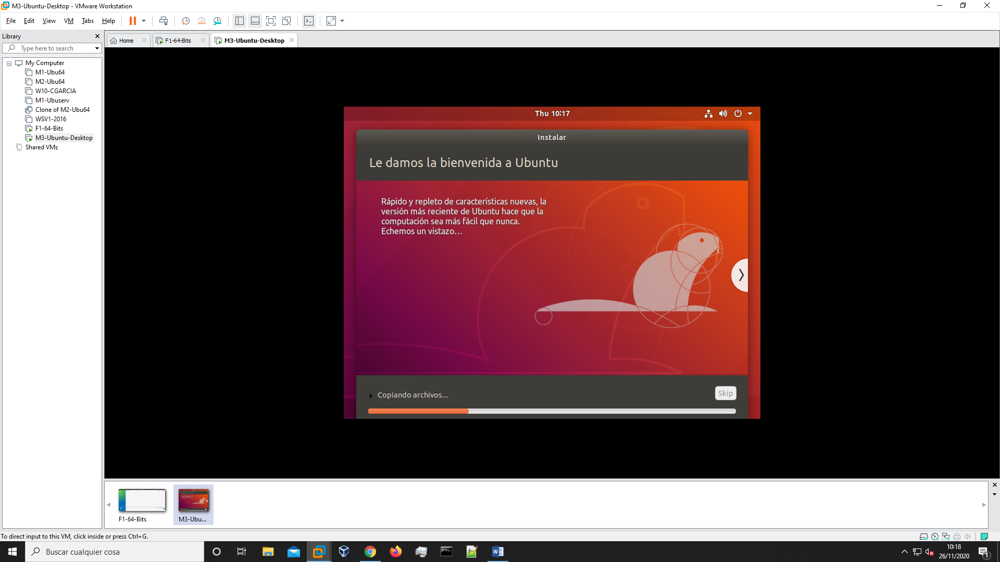 M3-Ubuntu-Desktop - VMware Workstation
File Edit View VM Tabs Help
Library
Type here to search
My Computer
M1-Ubu64
M2-Ubu64
W10-CGARCIA
M1-Ubuserv
Clone of M2-Ubu64
WSV1-2016
F1-64-Bits
M3-Ubuntu-Desktop
Shared VMs
Home F1-64-Bits M3-Ubuntu-Desktop
Thu 10:17
Instalar
Le damos la bienvenida a Ubuntu
Rápido y repleto de características nuevas, la
versión más reciente de Ubuntu hace que la
computación sea más fácil que nunca.
Echemos un vistazo…
Copiando archivos...
Skip
F1-64-Bits
M3-Ubu...
To direct input to this VM, click inside or press Ctrl+G.
Buscar cualquier cosa
10:18
26/11/2020
1